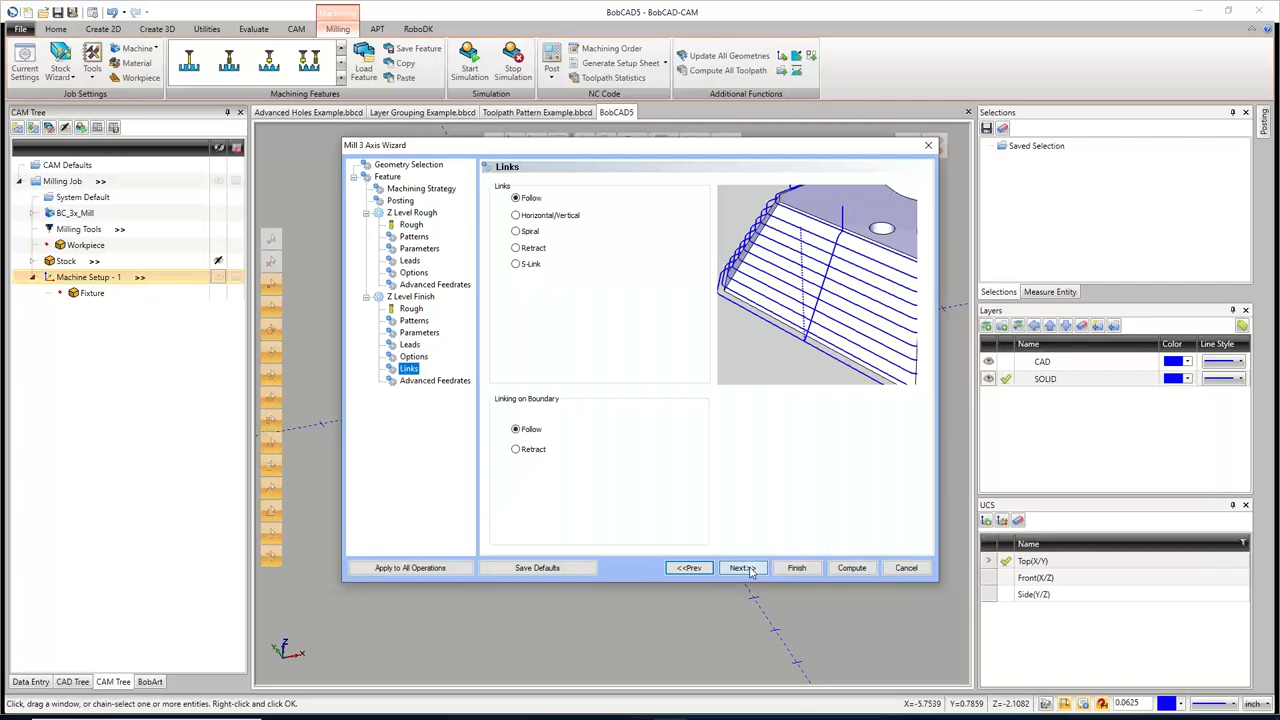 BobCAD5 - BobCAD-CAM
File Home Create 2D Create 3D Utilities Evaluate CAM Milling APT RoboDK
Current Settings
Stock Wizard
Tools
Machine
Material
Workpiece
Job Settings
Machining Features
Load Feature
Save Feature
Copy
Paste
Start Simulation
Stop Simulation
Simulation
Post
Machining Order
Generate Setup Sheet
Toolpath Statistics
NC Code
Update All Geometries
Compute All Toolpath
Additional Functions
CAM Tree
Advanced Holes Example.bbcd Layer Grouping Example.bbcd Toolpath Pattern Example.bbcd BobCAD5
CAM Defaults
Milling Job >>
System Default
BC_3x_Mill
Milling Tools >>
Workpiece
Stock >>
Machine Setup - 1 >>
Fixture
Data Entry CAD Tree CAM Tree BobArt
Mill 3 Axis Wizard
Geometry Selection
Feature
Machining Strategy
Posting
Z Level Rough
Rough
Patterns
Parameters
Leads
Options
Advanced Feedrates
Z Level Finish
Rough
Patterns
Parameters
Leads
Options
Links
Advanced Feedrates
Links
Links
Follow
Horizontal/Vertical
Spiral
Retract
S-Link
Linking on Boundary
Follow
Retract
Apply to All Operations Save Defaults <<Prev Next>> Finish Compute Cancel
Selections
Saved Selection
Selections Measure Entity
Posting
Layers
Name Color Line Style
CAD
SOLID
UCS
Name
Top(X/Y)
Front(X/Z)
Side(Y/Z)
Z
Y
X
Click, drag a window, or chain-select one or more entities. Right-click and click OK.
X=-5.7539 Y=0.7859 Z=-2.1082 0.0625 inch